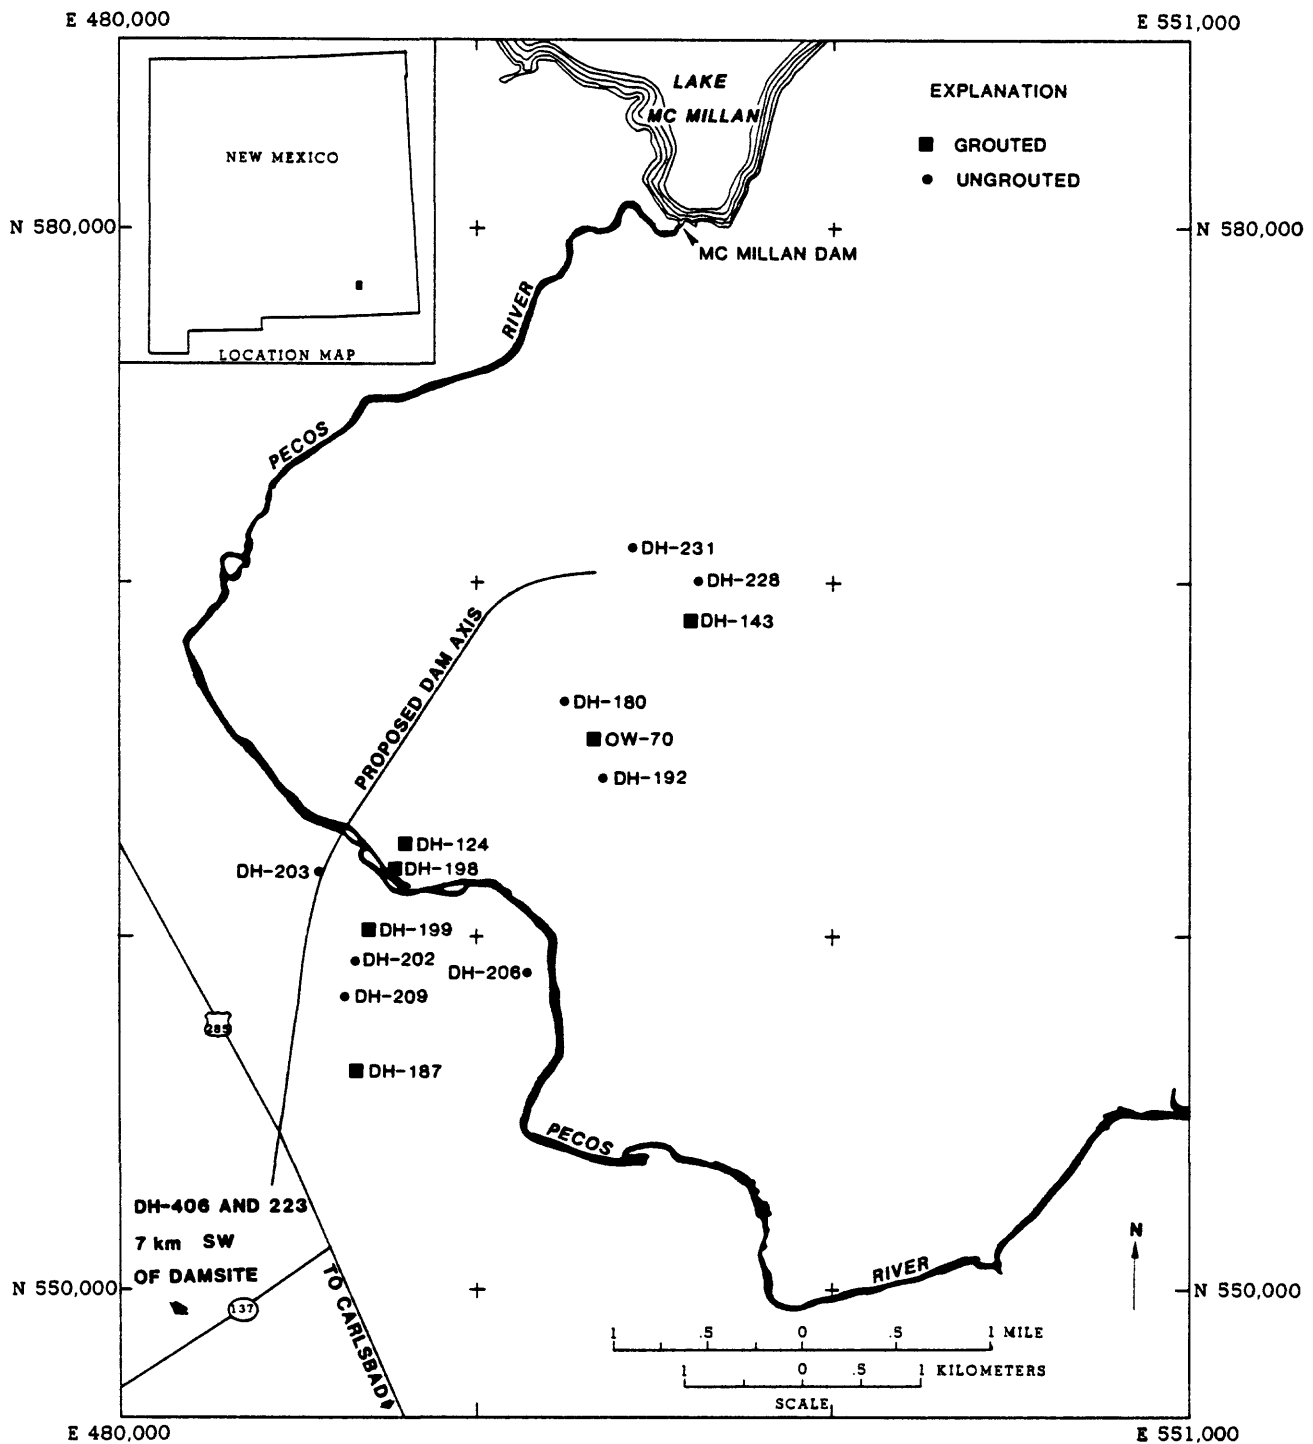 E 480,000
E 551,000
LAKE
MC MILLAN
EXPLANATION
GROUTED
UNGROUTED
NEW MEXICO
LOCATION MAP
N 580,000
N 580,000
MC MILLAN DAM
RIVER
PECOS
DH-231
DH-228
DH-143
PROPOSED DAM AXIS
DH-180
OW-70
DH-192
DH-124
DH-198
DH-203
DH-199
DH-202
DH-206
DH-209
285
DH-187
PECOS
DH-406 AND 223
7 km SW
OF DAMSITE
N
RIVER
N 550,000
N 550,000
137
TO CARLSBAD
1 .5 0 .5 1 MILE
1 0 .5 1 KILOMETERS
SCALE
E 480,000
E 551,000